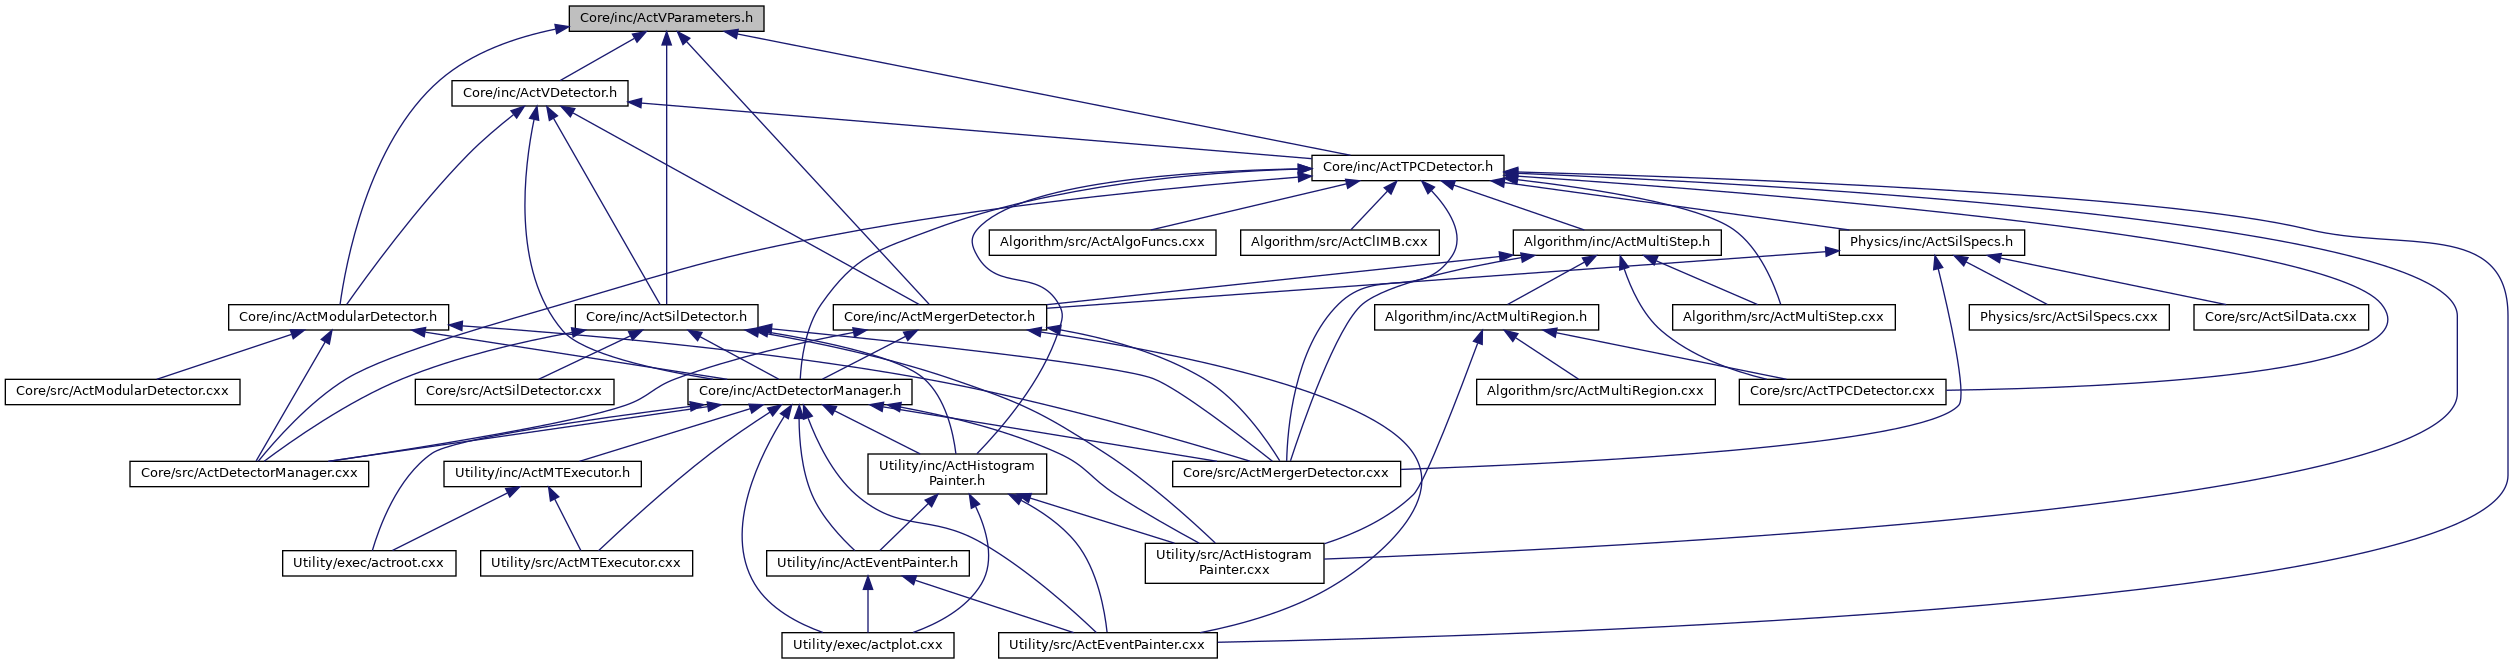 Core/inc/ActVParameters.h
Core/inc/ActVDetector.h
Core/inc/ActTPCDetector.h
Algorithm/src/ActAlgoFuncs.cxx
Algorithm/src/ActClIMB.cxx
Algorithm/inc/ActMultiStep.h
Physics/inc/ActSilSpecs.h
Core/inc/ActModularDetector.h
Core/inc/ActSilDetector.h
Core/inc/ActMergerDetector.h
Algorithm/inc/ActMultiRegion.h
Algorithm/src/ActMultiStep.cxx
Physics/src/ActSilSpecs.cxx
Core/src/ActSilData.cxx
Core/src/ActModularDetector.cxx
Core/src/ActSilDetector.cxx
Core/inc/ActDetectorManager.h
Algorithm/src/ActMultiRegion.cxx
Core/src/ActTPCDetector.cxx
Core/src/ActDetectorManager.cxx
Utility/inc/ActMTExecutor.h
Utility/inc/ActHistogram
Painter.h
Core/src/ActMergerDetector.cxx
Utility/exec/actroot.cxx
Utility/src/ActMTExecutor.cxx
Utility/inc/ActEventPainter.h
Utility/src/ActHistogram
Painter.cxx
Utility/exec/actplot.cxx
Utility/src/ActEventPainter.cxx